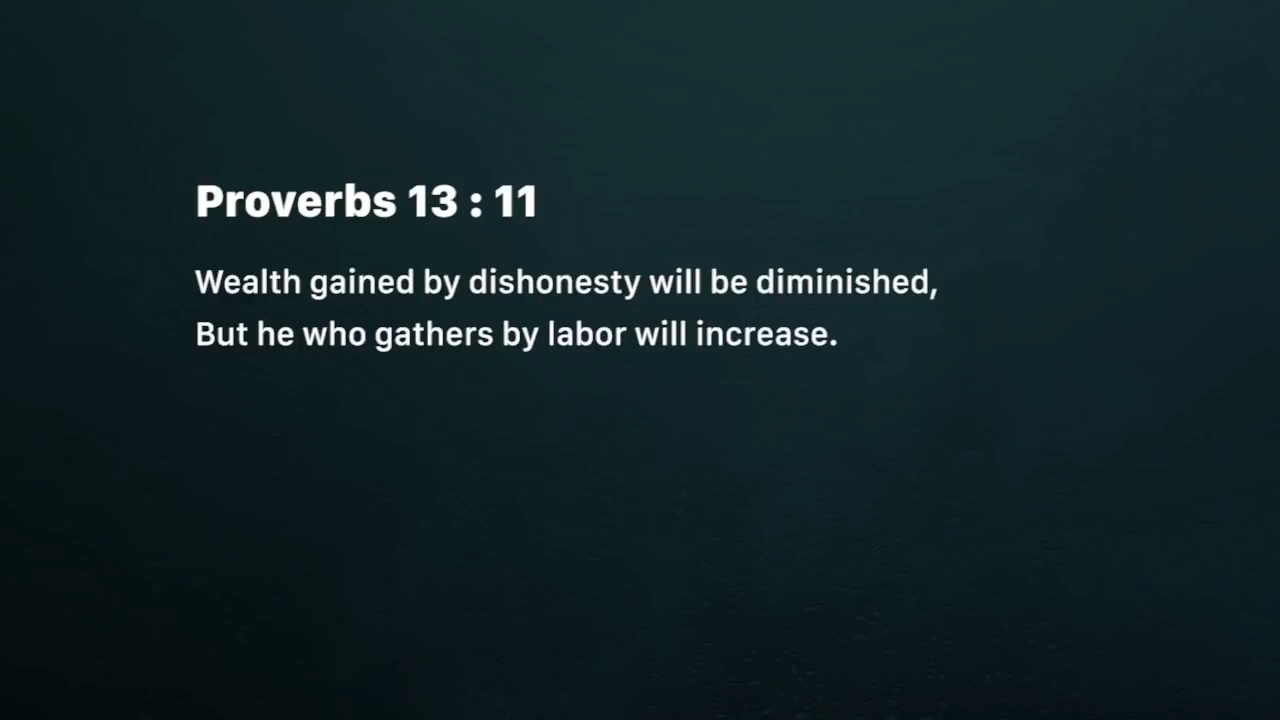 Proverbs 13 : 11
Wealth gained by dishonesty will be diminished,
But he who gathers by labor will increase.